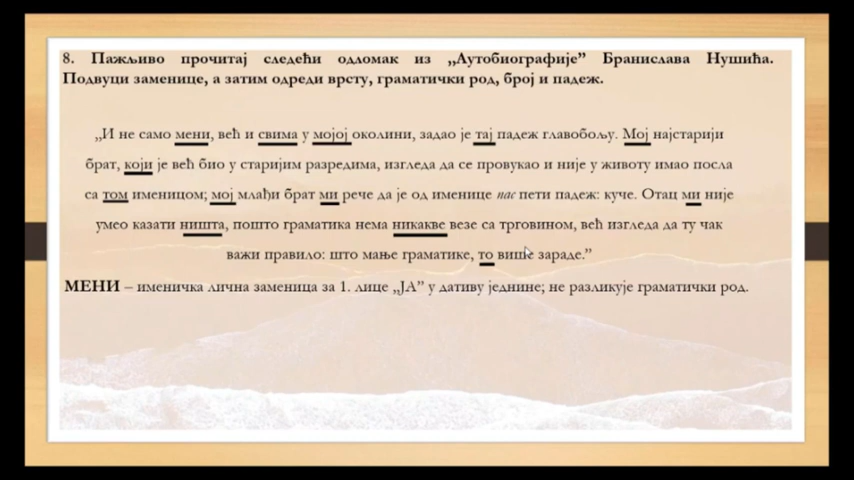 8. Пажљиво прочитај следећи одломак из „Аутобиографије” Бранислава Нушића.
Подвуци заменице, а затим одреди врсту, граматички род, број и падеж.
„И не само мени, већ и свима у мојој околини, задао је тај падеж главобољу. Мој најстарији
брат, који је већ био у старијим разредима, изгледа да се провукао и није у животу имао посла
са том именицом; мој млађи брат ми рече да је од именице пас пети падеж: куче. Отац ми није
умео казати ништа, пошто граматика нема никакве везе са трговином, већ изгледа да ту чак
важи правило: што мање граматике, то више зараде.”
МЕНИ – именичка лична заменица за 1. лице „ЈА” у дативу једнине; не разликује граматички род.